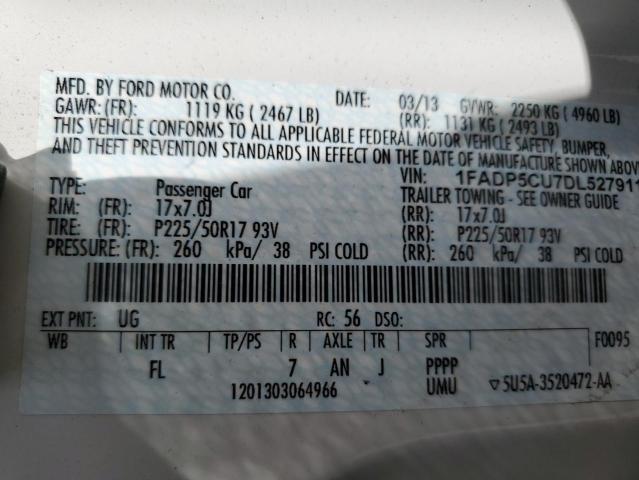 MFD. BY FORD MOTOR CO.
DATE: 03/13 GVWR: 2250 KG ( 4960 LB)
GAWR: (FR): 1119 KG ( 2467 LB) (RR): 1131 KG ( 2493 LB)
THIS VEHICLE CONFORMS TO ALL APPLICABLE FEDERAL MOTOR VEHICLE SAFETY, BUMPER,
AND THEFT PREVENTION STANDARDS IN EFFECT ON THE DATE OF MANUFACTURE SHOWN ABOVE
VIN: 1FADP5CU7DL527911
TYPE: Passenger Car TRAILER TOWING - SEE OWNER GUIDE
RIM: (FR): 17x7.0J (RR): 17x7.0J
TIRE: (FR): P225/50R17 93V (RR): P225/50R17 93V
PRESSURE: (FR): 260 kPa/ 38 PSI COLD (RR): 260 kPa/ 38 PSI COLD
EXT PNT: UG RC: 56 DSO:
WB INT TR TP/PS R AXLE TR SPR F0095
FL 7 AN J PPPP
1201303064966 UMU ▽5U5A-3520472-AA